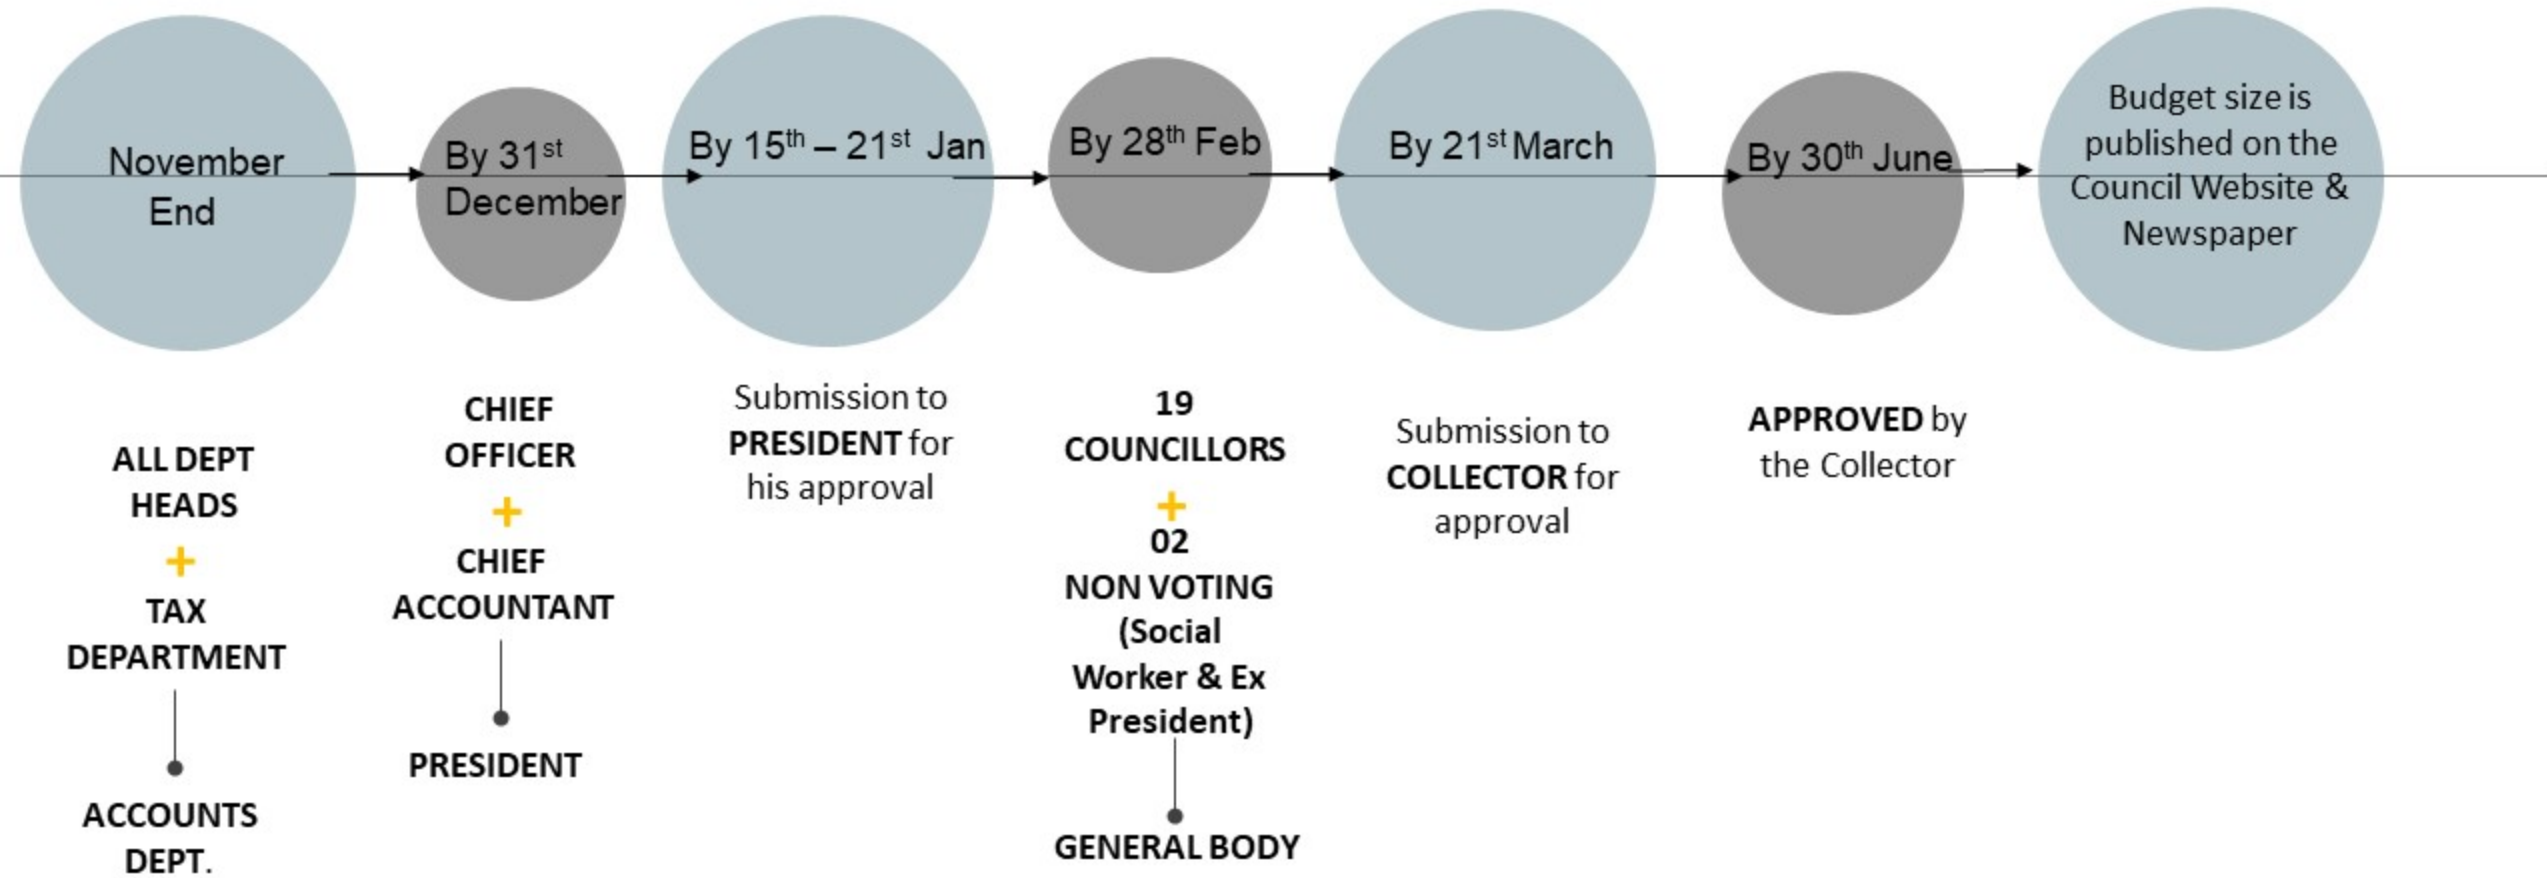 November
End
By 31st
December
By 15th – 21st Jan
By 28th Feb
By 21st March
By 30th June
Budget size is
published on the
Council Website &
Newspaper
ALL DEPT
HEADS
+
TAX
DEPARTMENT
ACCOUNTS
DEPT.
CHIEF
OFFICER
+
CHIEF
ACCOUNTANT
PRESIDENT
Submission to
PRESIDENT for
his approval
19
COUNCILLORS
+
02
NON VOTING
(Social
Worker & Ex
President)
GENERAL BODY
Submission to
COLLECTOR for
approval
APPROVED by
the Collector